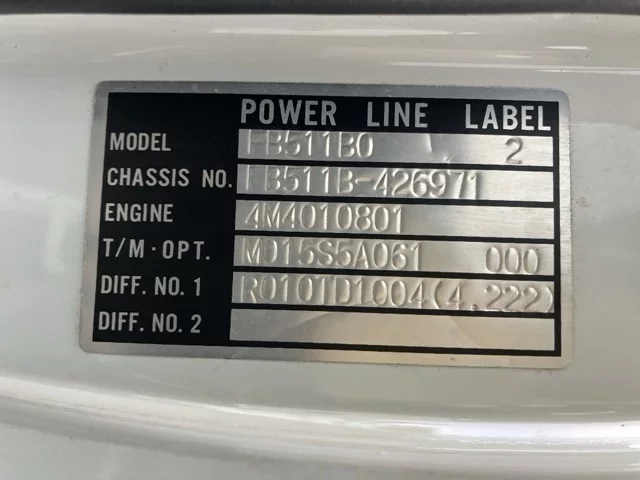 POWER LINE LABEL
MODEL FB511B0 2
CHASSIS NO. FB511B-426971
ENGINE 4M4010801
T/M·OPT. M015S5A061 000
DIFF. NO. 1 R010TD1004(4.222)
DIFF. NO. 2